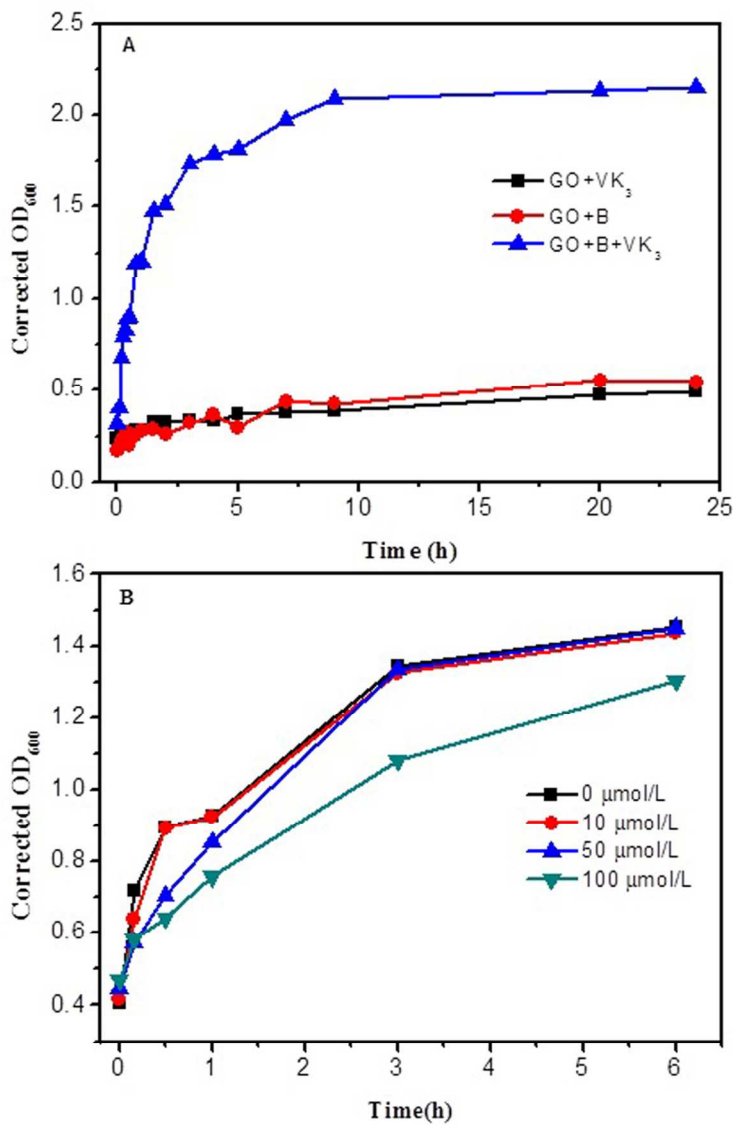 A
2.5
2.0
1.5
1.0
0.5
0.0
Corrected OD600
GO+VK3
GO+B
GO+B+VK3
0 5 10 15 20 25
Time (h)
B
1.6
1.4
1.2
1.0
0.8
0.6
0.4
Corrected OD600
0 μmol/L
10 μmol/L
50 μmol/L
100 μmol/L
0 1 2 3 4 5 6
Time(h)